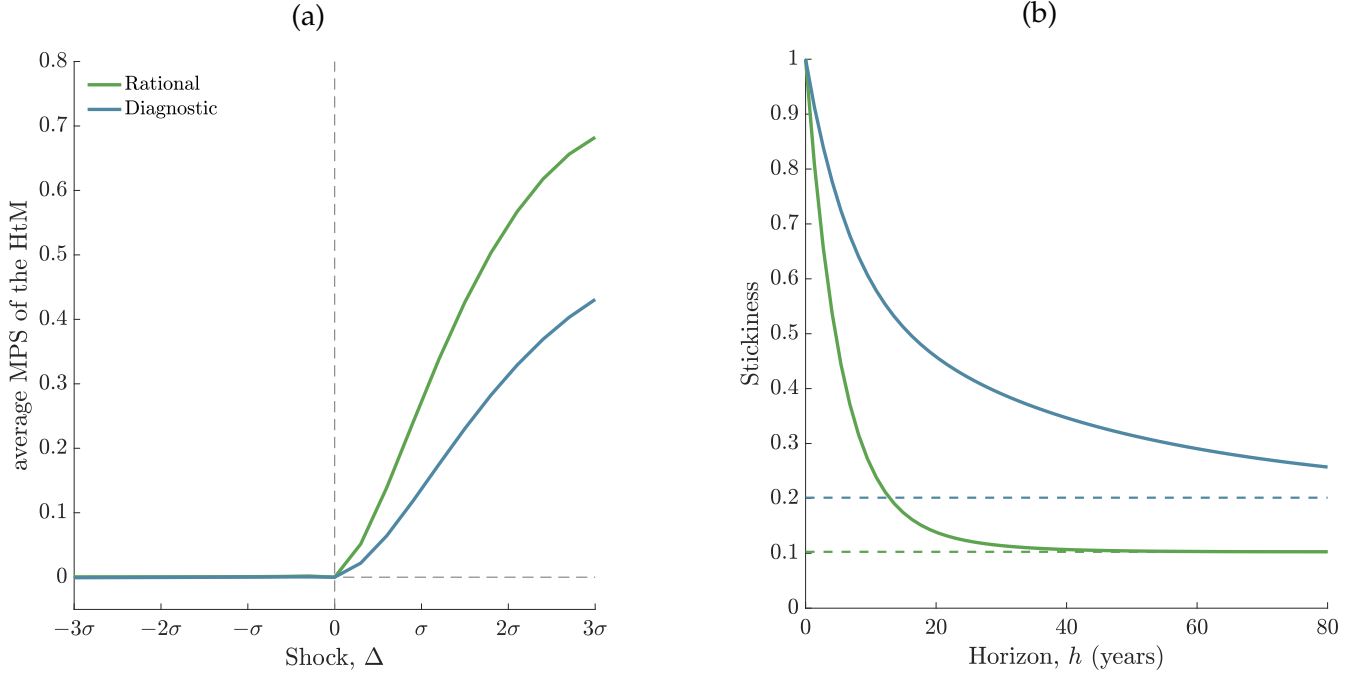 (a)
average MPS of the HtM
0.8
0.7
0.6
0.5
0.4
0.3
0.2
0.1
0
Rational
Diagnostic
−3σ −2σ −σ 0 σ 2σ 3σ
Shock, Δ
(b)
Stickiness
1
0.9
0.8
0.7
0.6
0.5
0.4
0.3
0.2
0.1
0
0 20 40 60 80
Horizon, h (years)